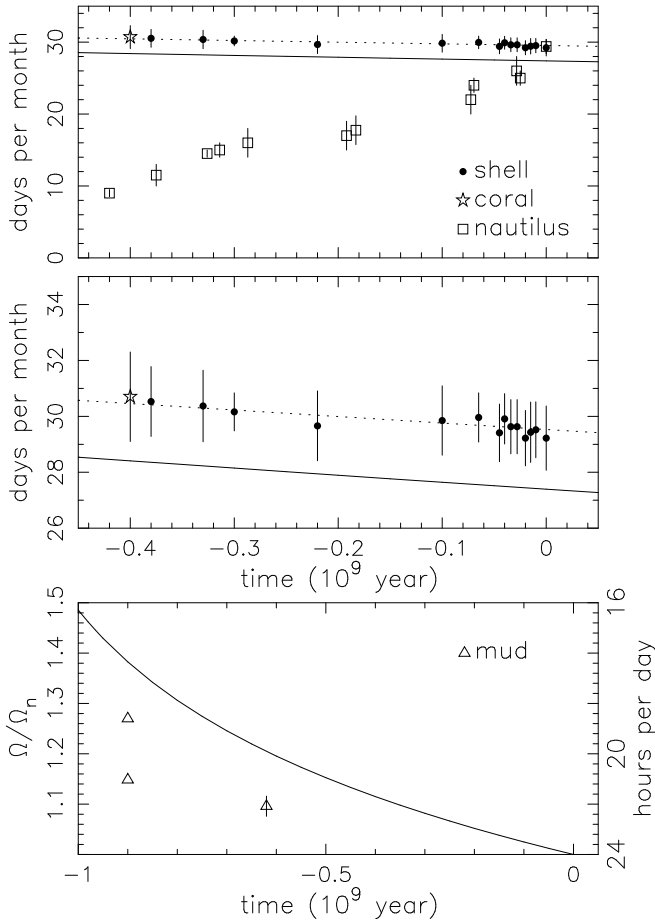 30
20
10
0
days per month
shell
coral
nautilus
34
32
30
28
26
days per month
−0.4 −0.3 −0.2 −0.1 0
time (10⁹ year)
1.5 16
1.4
1.3
1.2 20
1.1
24
Ω/Ωₙ
mud
hours per day
−1 −0.5 0
time (10⁹ year)